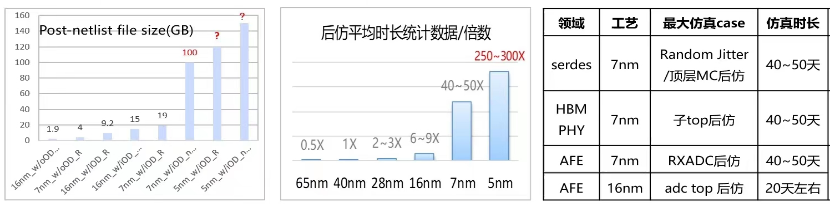 Post-netlist file size(GB)
160
140
120
100
80
60
40
20
0
1.9
4
9.2
15
19
100
?
?
16nm_w/oOD_R
7nm_w/oOD_R
16nm_w/iOD_R
16nm_w/iOD_...
7nm_w/iOD_R
7nm_w/iOD_n...
5nm_w/iOD_R
5nm_w/iOD_n...
后仿平均时长统计数据/倍数
0.5X
1X
2~3X
6~9X
40~50X
250~300X
65nm 40nm 28nm 16nm 7nm 5nm
领域 工艺 最大仿真case 仿真时长
serdes 7nm Random Jitter
/顶层MC后仿 40~50天
HBM
PHY 7nm 子top后仿 40~50天
AFE 7nm RXADC后仿 40~50天
AFE 16nm adc top 后仿 20天左右